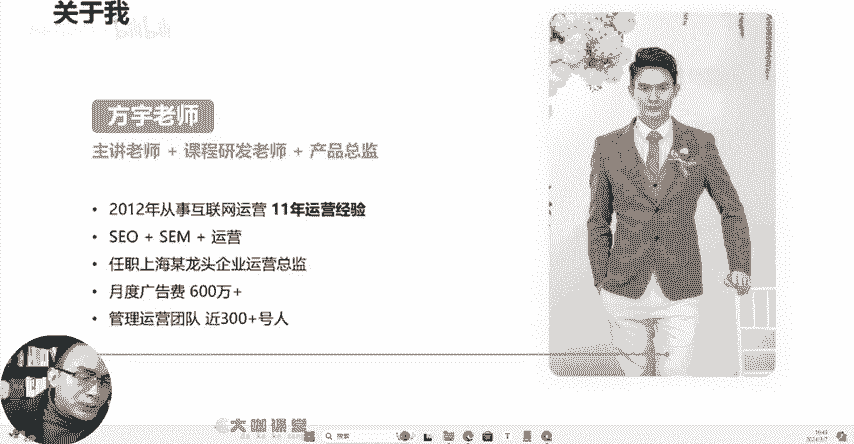 关于我
方宇老师
主讲老师 + 课程研发老师 + 产品总监
• 2012年从事互联网运营 11年运营经验
• SEO + SEM + 运营
• 任职上海某龙头企业运营总监
• 月度广告费 600万+
• 管理运营团队 近300+号人
大咖课堂
搜索